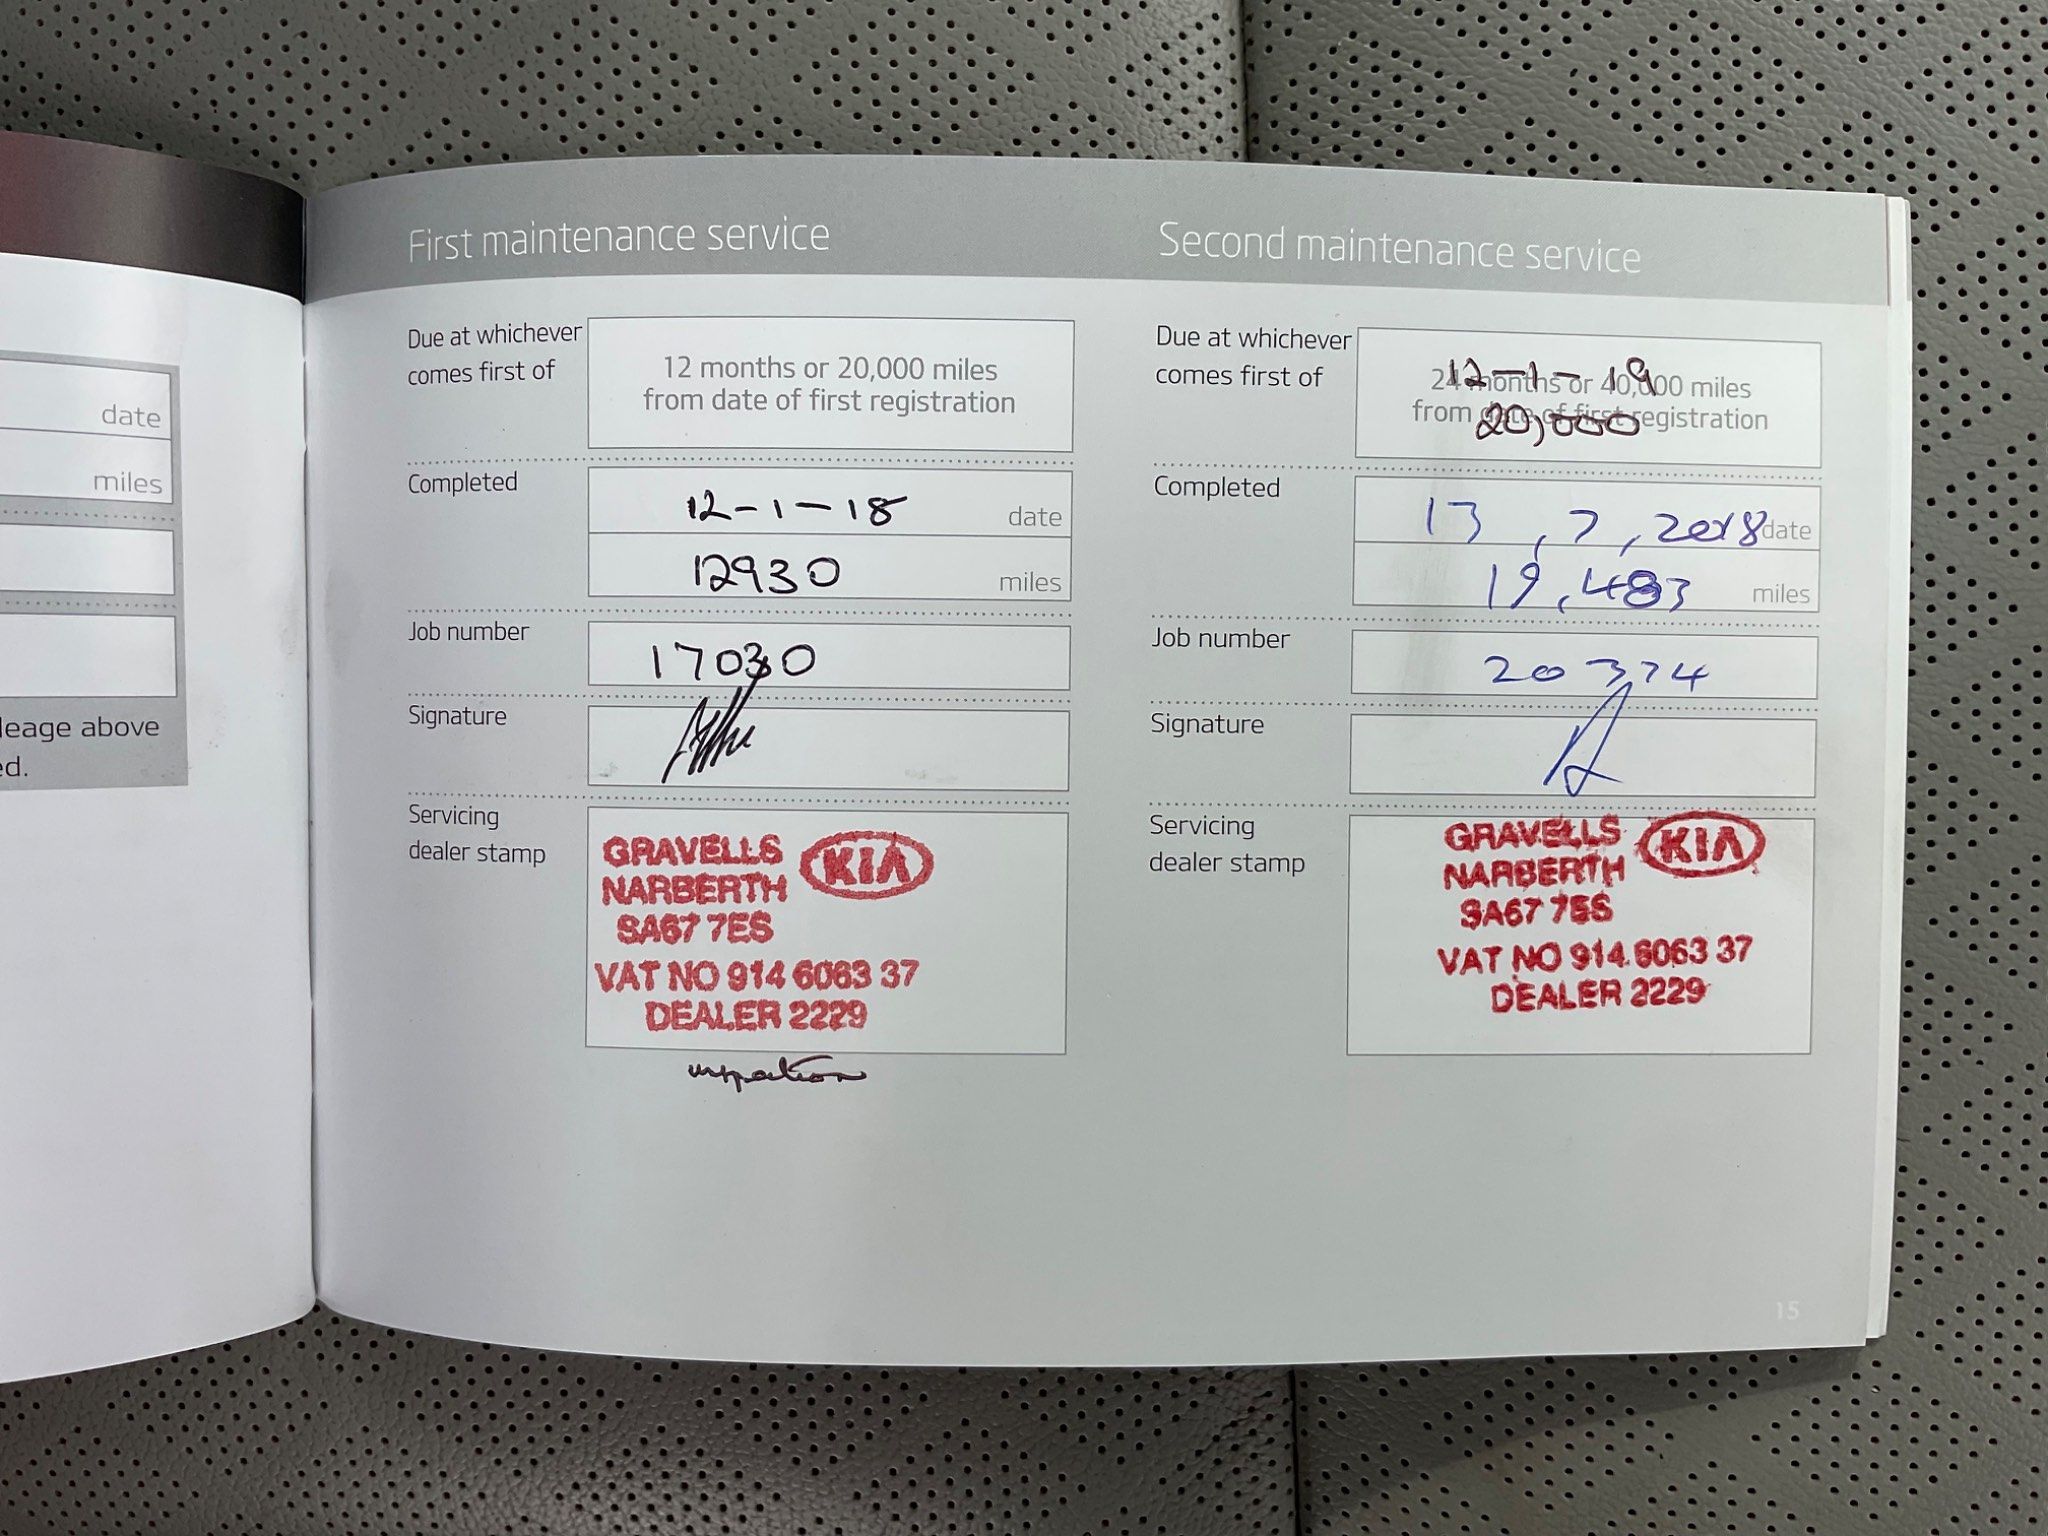 date
miles
leage above
ed.
First maintenance service
Due at whichever
comes first of
12 months or 20,000 miles
from date of first registration
Completed
12-1-18 date
12930 miles
Job number
17030
Signature
Servicing
dealer stamp
GRAVELLS KIA
NARBERTH
SA67 7ES
VAT NO 914 6063 37
DEALER 2229
Second maintenance service
Due at whichever
comes first of
24 months or 40,000 miles
from date of first registration
12-1-19
20,000
Completed
13,7,2018 date
19,483 miles
Job number
20374
Signature
Servicing
dealer stamp
GRAVELLS KIA
NARBERTH
SA67 7ES
VAT NO 914 6063 37
DEALER 2229
15